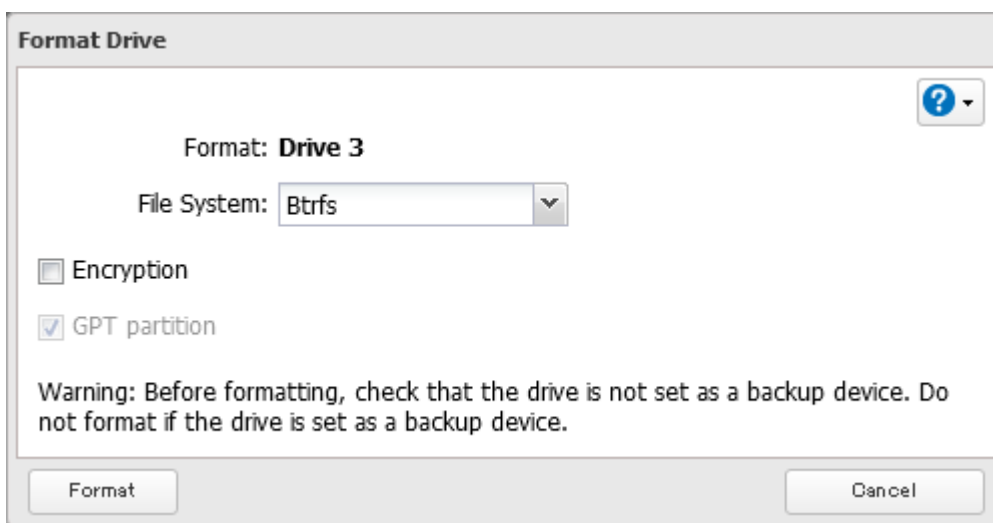 Format Drive
?
Format: Drive 3
File System: Btrfs
Encryption
GPT partition
Warning: Before formatting, check that the drive is not set as a backup device. Do
not format if the drive is set as a backup device.
Format Cancel